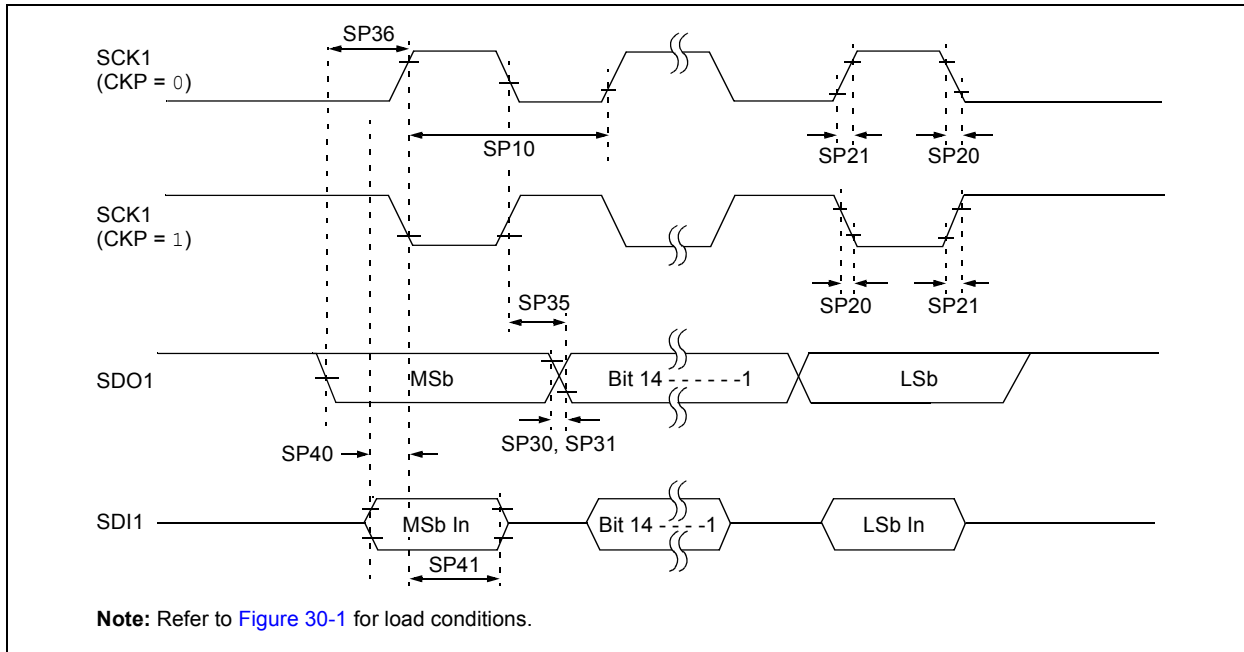 SP36
SCK1
(CKP = 0)
SP10
SP21
SP20
SCK1
(CKP = 1)
SP35
SP20
SP21
SDO1
MSb
Bit 14 - - - - - -1
LSb
SP30, SP31
SP40
SDI1
MSb In
Bit 14 - - - -1
LSb In
SP41
Note: Refer to Figure 30-1 for load conditions.